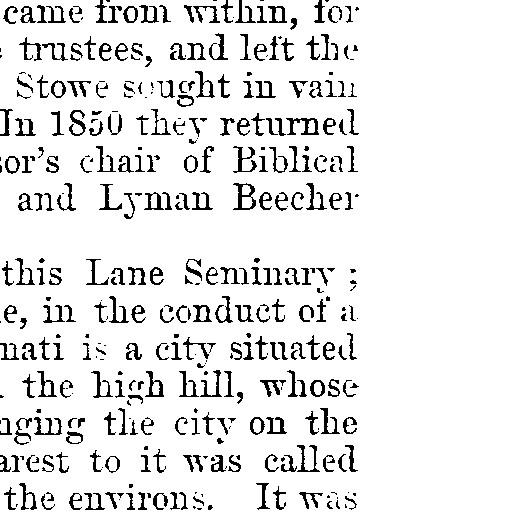 came from within, for
trustees, and left the
Stowe sought in vain
In 1850 they returned
sor's chair of Biblical
and Lyman Beecher
this Lane Seminary ;
e, in the conduct of a
nati is a city situated
the high hill, whose
nging the city on the
arest to it was called
the environs. It was